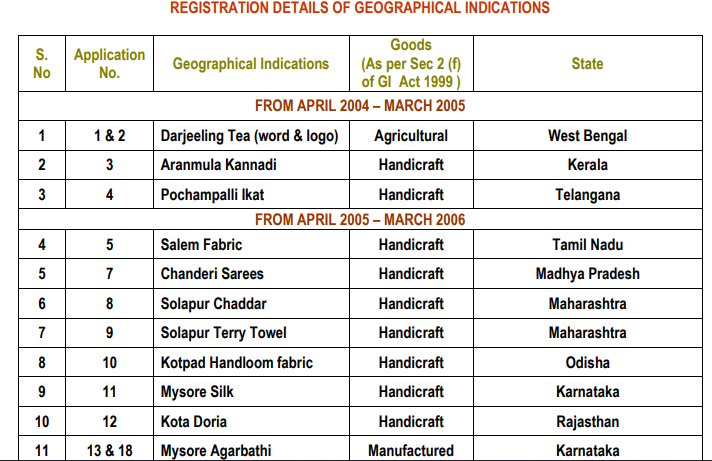 REGISTRATION DETAILS OF GEOGRAPHICAL INDICATIONS
S. No Application No. Geographical Indications Goods (As per Sec 2 (f) of GI Act 1999 ) State
FROM APRIL 2004 – MARCH 2005
1 1 & 2 Darjeeling Tea (word & logo) Agricultural West Bengal
2 3 Aranmula Kannadi Handicraft Kerala
3 4 Pochampalli Ikat Handicraft Telangana
FROM APRIL 2005 – MARCH 2006
4 5 Salem Fabric Handicraft Tamil Nadu
5 7 Chanderi Sarees Handicraft Madhya Pradesh
6 8 Solapur Chaddar Handicraft Maharashtra
7 9 Solapur Terry Towel Handicraft Maharashtra
8 10 Kotpad Handloom fabric Handicraft Odisha
9 11 Mysore Silk Handicraft Karnataka
10 12 Kota Doria Handicraft Rajasthan
11 13 & 18 Mysore Agarbathi Manufactured Karnataka